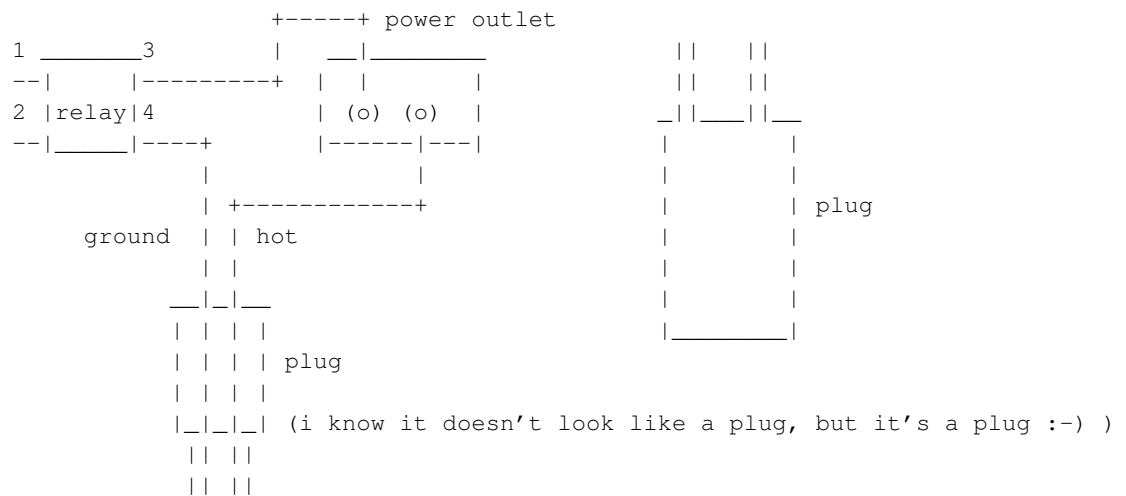 power outlet
1 3
2 relay 4
plug
ground hot
plug
(i know it doesn't look like a plug, but it's a plug :-) )